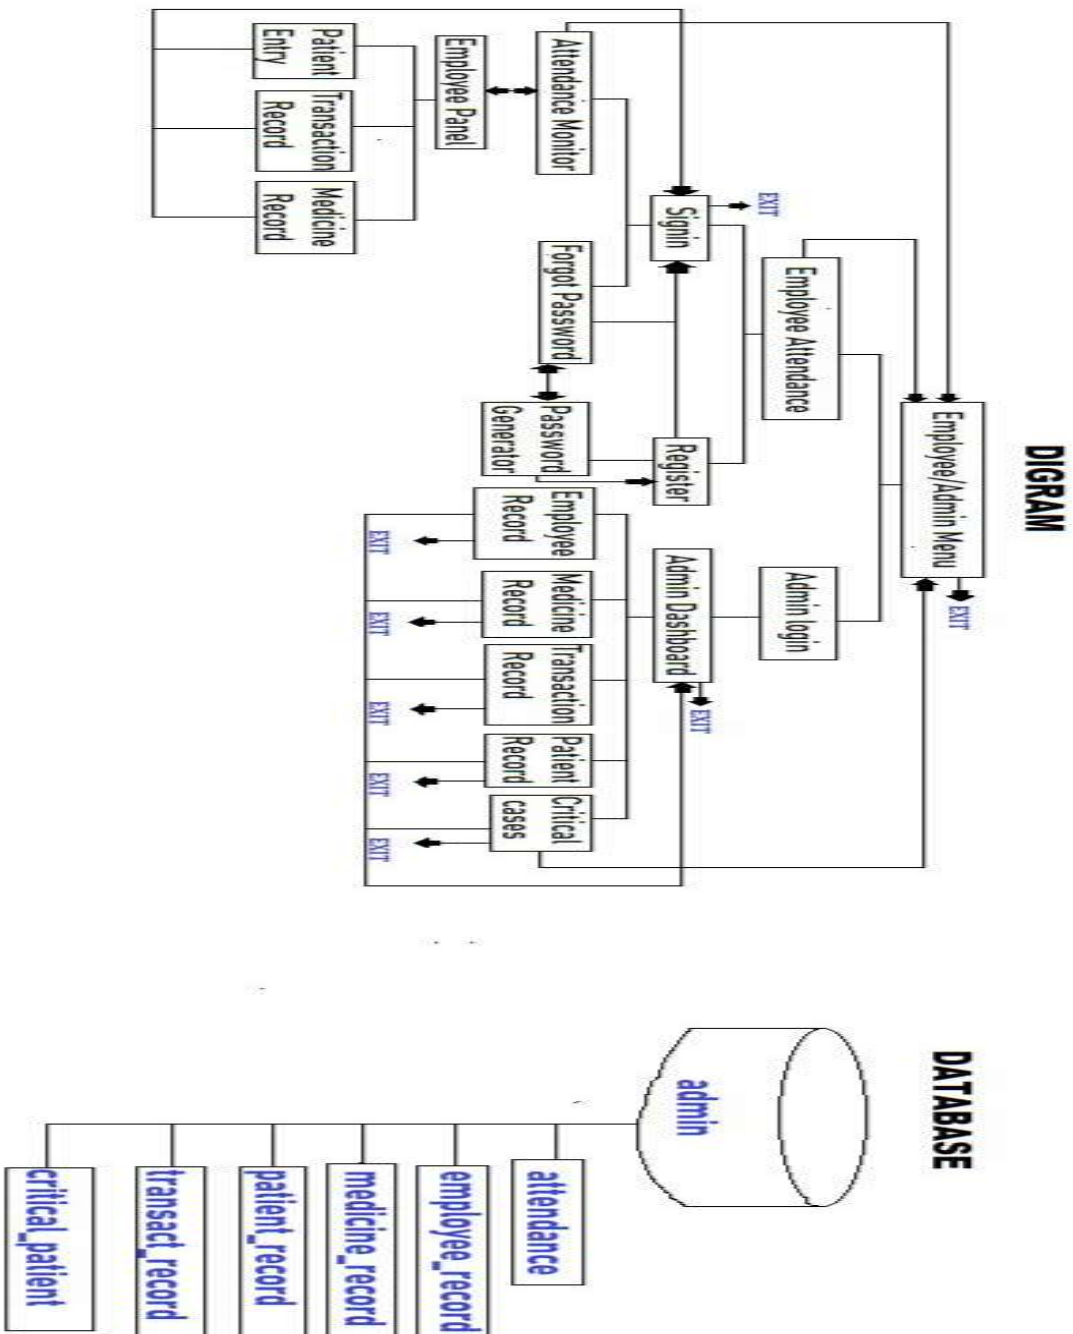 DIGRAM
Employee/Admin Menu
EXIT
Employee Attendance
Admin login
EXIT
Signin
Register
Admin Dashboard
EXIT
Attendance Monitor
Forgot Password
Password
Generator
Employee
Record
Medicine
Record
Transaction
Record
Patient
Record
Critical
cases
Employee Panel
EXIT
EXIT
EXIT
EXIT
EXIT
Patient
Entry
Transaction
Record
Medicine
Record
DATABASE
admin
attendance
employee_record
medicine_record
patient_record
transact_record
critical_patient